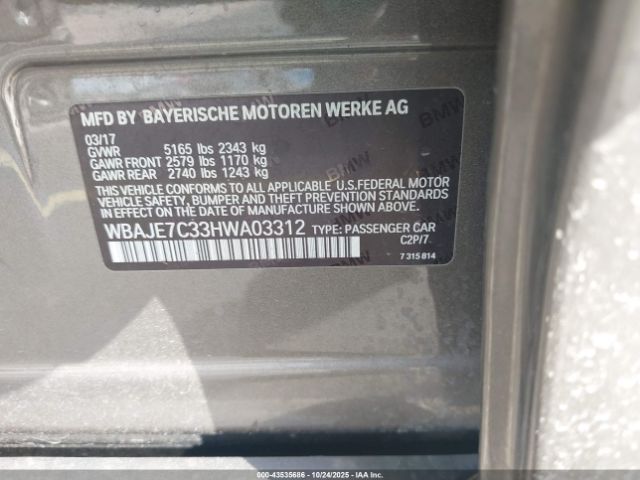 MFD BY BAYERISCHE MOTOREN WERKE AG
03/17
GVWR 5165 lbs 2343 kg
GAWR FRONT 2579 lbs 1170 kg
GAWR REAR 2740 lbs 1243 kg
THIS VEHICLE CONFORMS TO ALL APPLICABLE U.S.FEDERAL MOTOR
VEHICLE SAFETY, BUMPER AND THEFT PREVENTION STANDARDS
IN EFFECT ON THE DATE OF MANUFACTURE SHOWN ABOVE.
WBAJE7C33HWA03312 TYPE: PASSENGER CAR
C2P/7
7 315 814
BMW
BMW
BMW
000-43535686 - 10/24/2025 - IAA Inc.